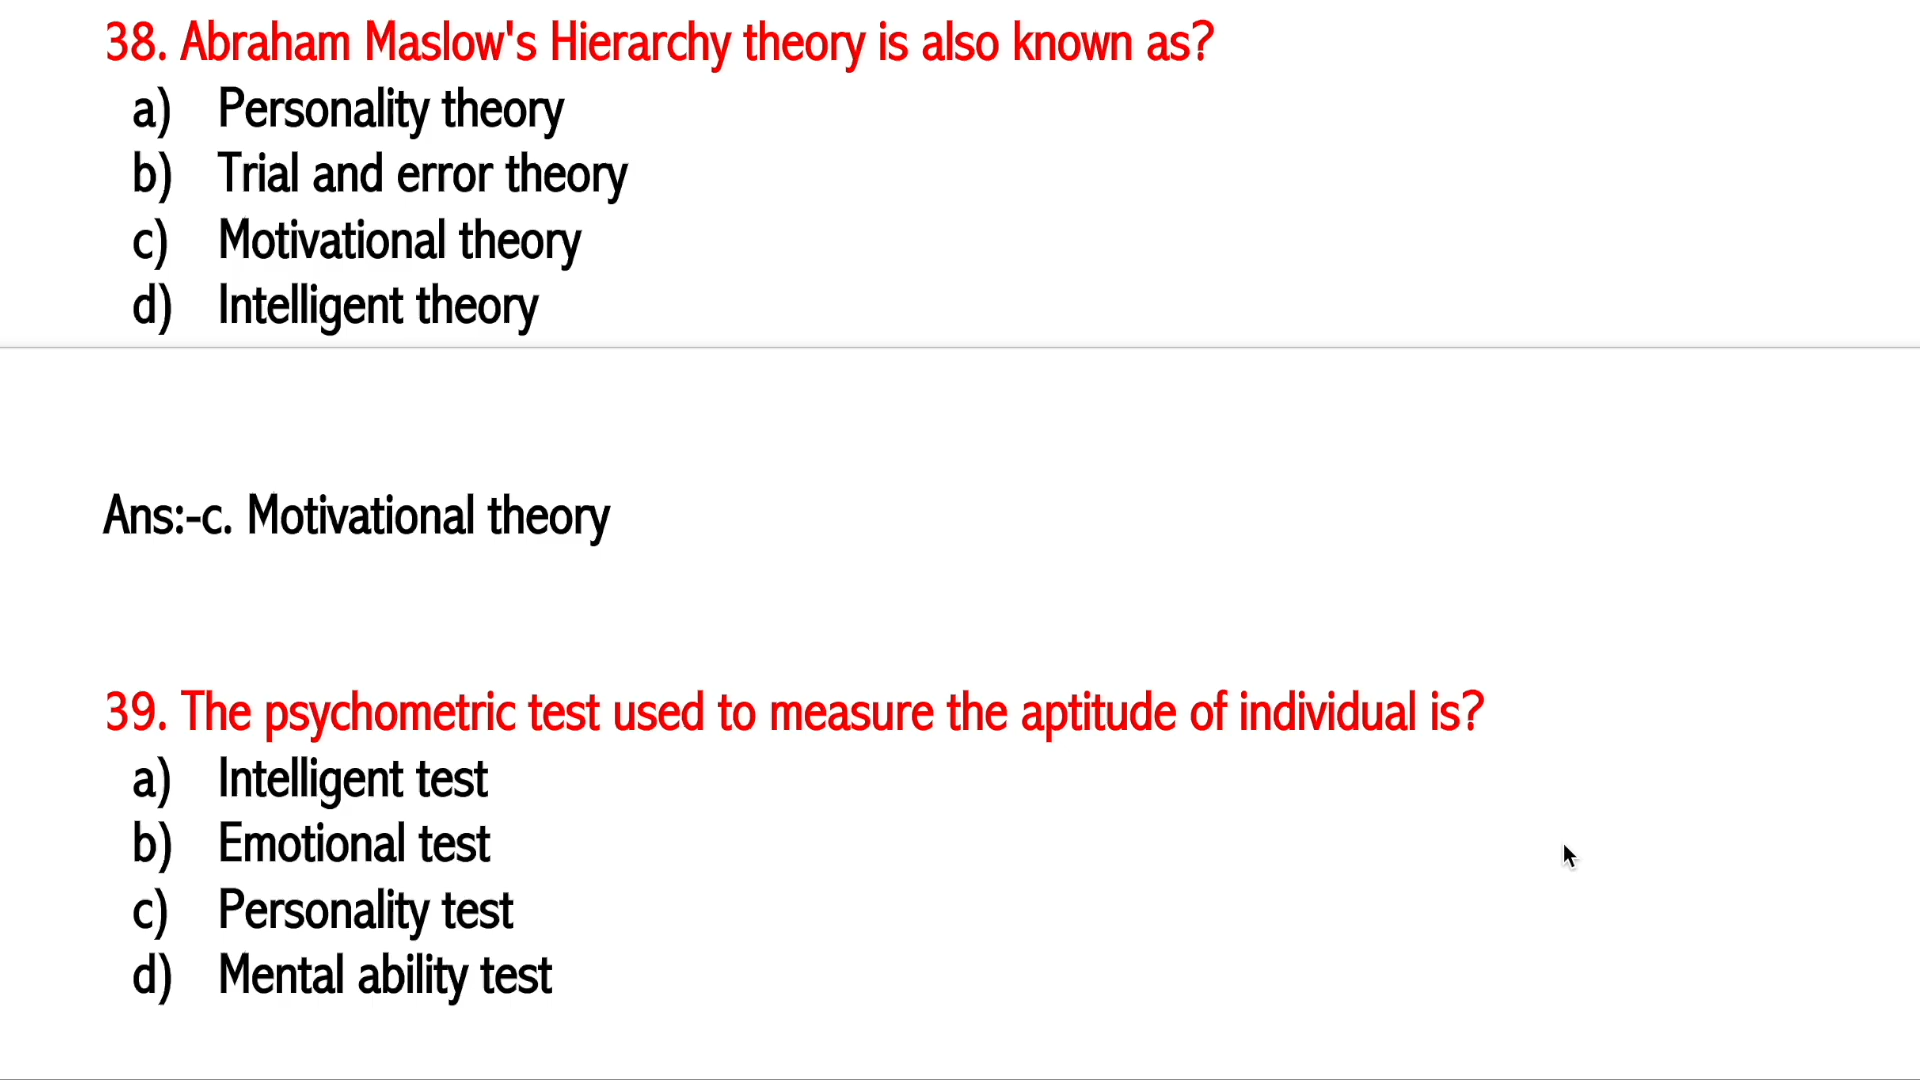 38. Abraham Maslow's Hierarchy theory is also known as?
a) Personality theory
b) Trial and error theory
c) Motivational theory
d) Intelligent theory
Ans:-c. Motivational theory
39. The psychometric test used to measure the aptitude of individual is?
a) Intelligent test
b) Emotional test
c) Personality test
d) Mental ability test